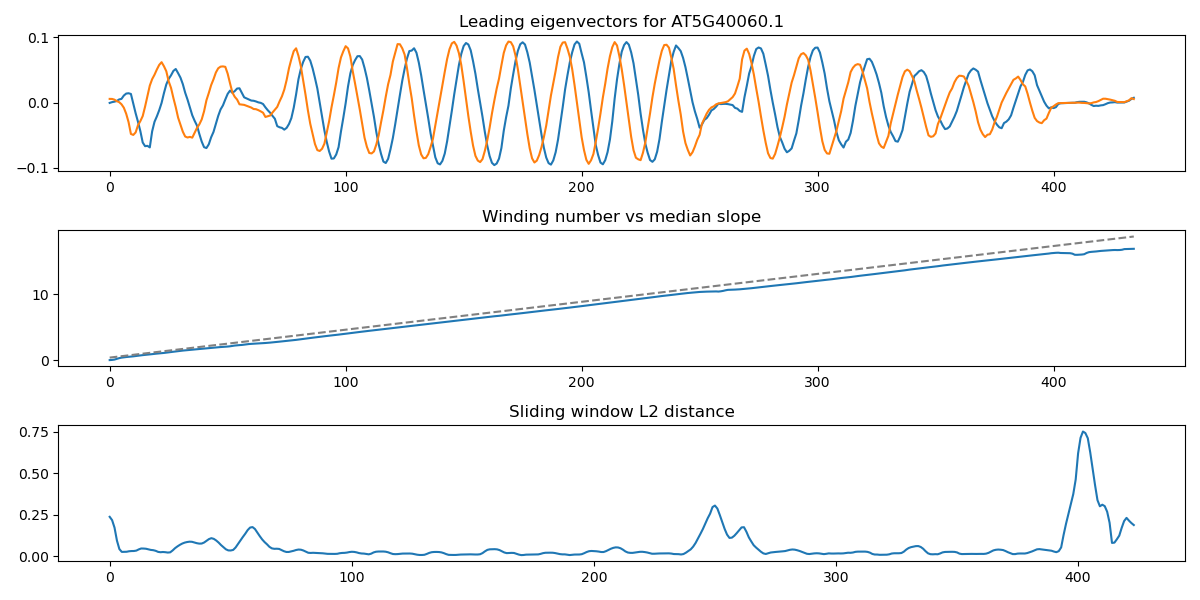 Leading eigenvectors for AT5G40060.1
0.1
0.0
−0.1
0 100 200 300 400
Winding number vs median slope
10
0
0 100 200 300 400
Sliding window L2 distance
0.75
0.50
0.25
0.00
0 100 200 300 400